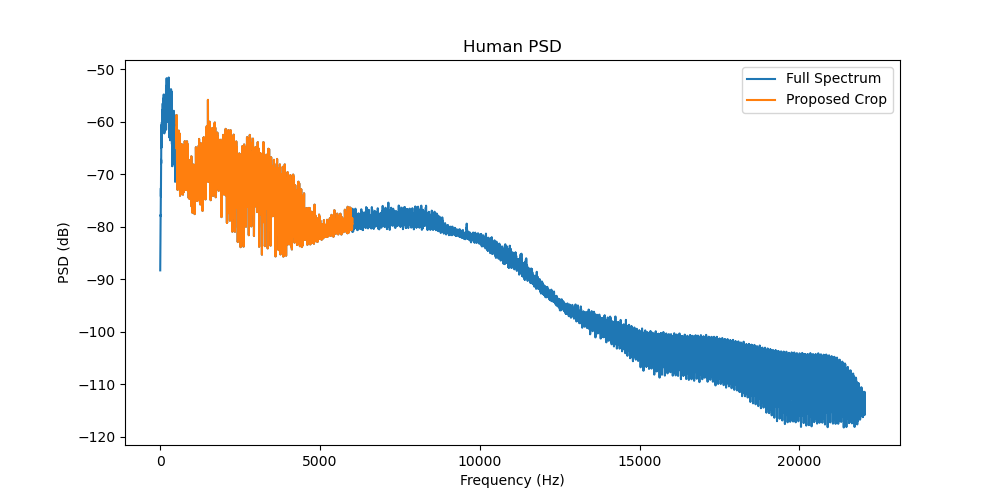 Human PSD
Full Spectrum
Proposed Crop
PSD (dB)
−50
−60
−70
−80
−90
−100
−110
−120
0
5000
10000
15000
20000
Frequency (Hz)